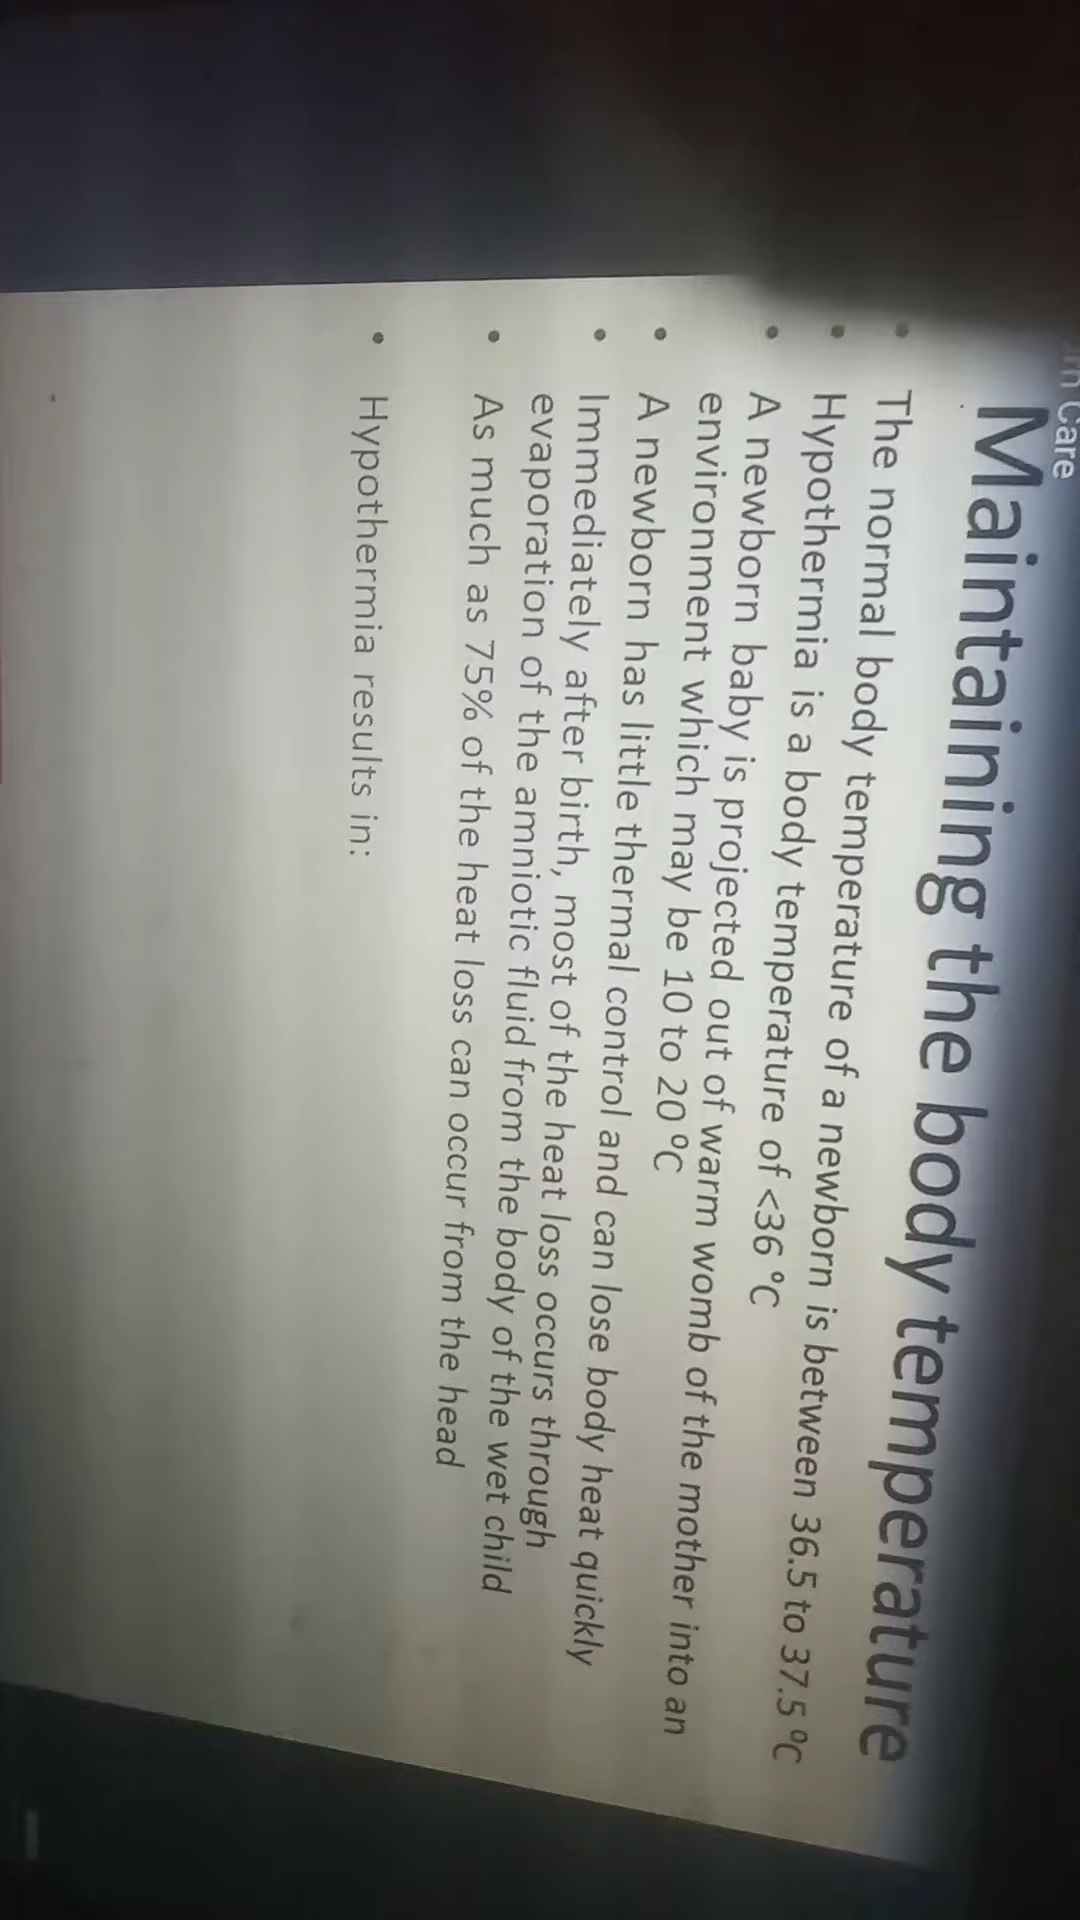 Care
Maintaining the body temperature
• The normal body temperature of a newborn is between 36.5 to 37.5 °C
• Hypothermia is a body temperature of <36 °C
• A newborn baby is projected out of warm womb of the mother into an
environment which may be 10 to 20 °C
• A newborn has little thermal control and can lose body heat quickly
• Immediately after birth, most of the heat loss occurs through
evaporation of the amniotic fluid from the body of the wet child
• As much as 75% of the heat loss can occur from the head
• Hypothermia results in: